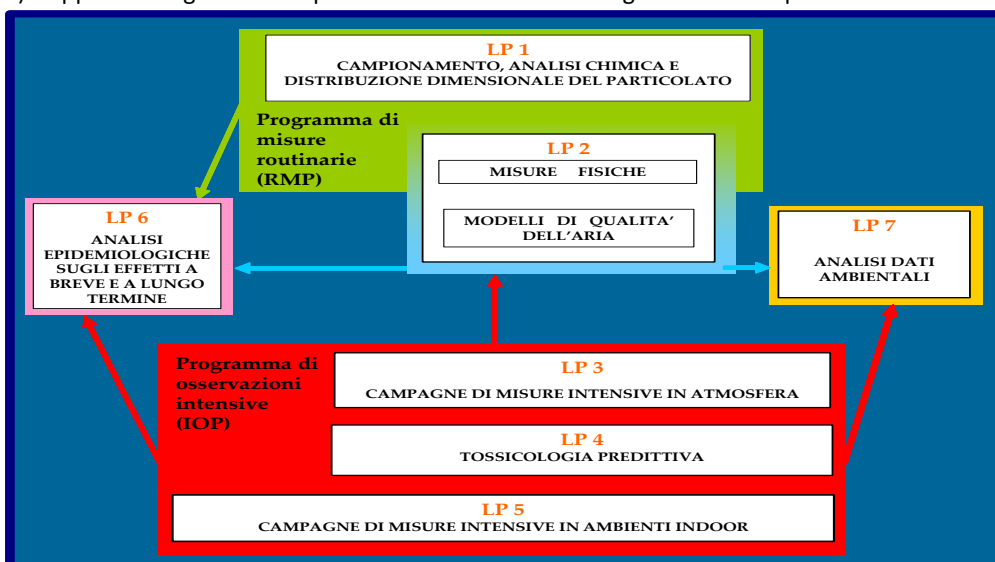 LP 1
CAMPIONAMENTO, ANALISI CHIMICA E
DISTRIBUZIONE DIMENSIONALE DEL PARTICOLATO
Programma di
misure
routinarie
(RMP)
LP 2
MISURE FISICHE
MODELLI DI QUALITA’
DELL’ARIA
LP 6
ANALISI
EPIDEMIOLOGICHE
SUGLI EFFETTI A
BREVE E A LUNGO
TERMINE
LP 7
ANALISI DATI
AMBIENTALI
Programma di
osservazioni
intensive
(IOP)
LP 3
CAMPAGNE DI MISURE INTENSIVE IN ATMOSFERA
LP 4
TOSSICOLOGIA PREDITTIVA
LP 5
CAMPAGNE DI MISURE INTENSIVE IN AMBIENTI INDOOR